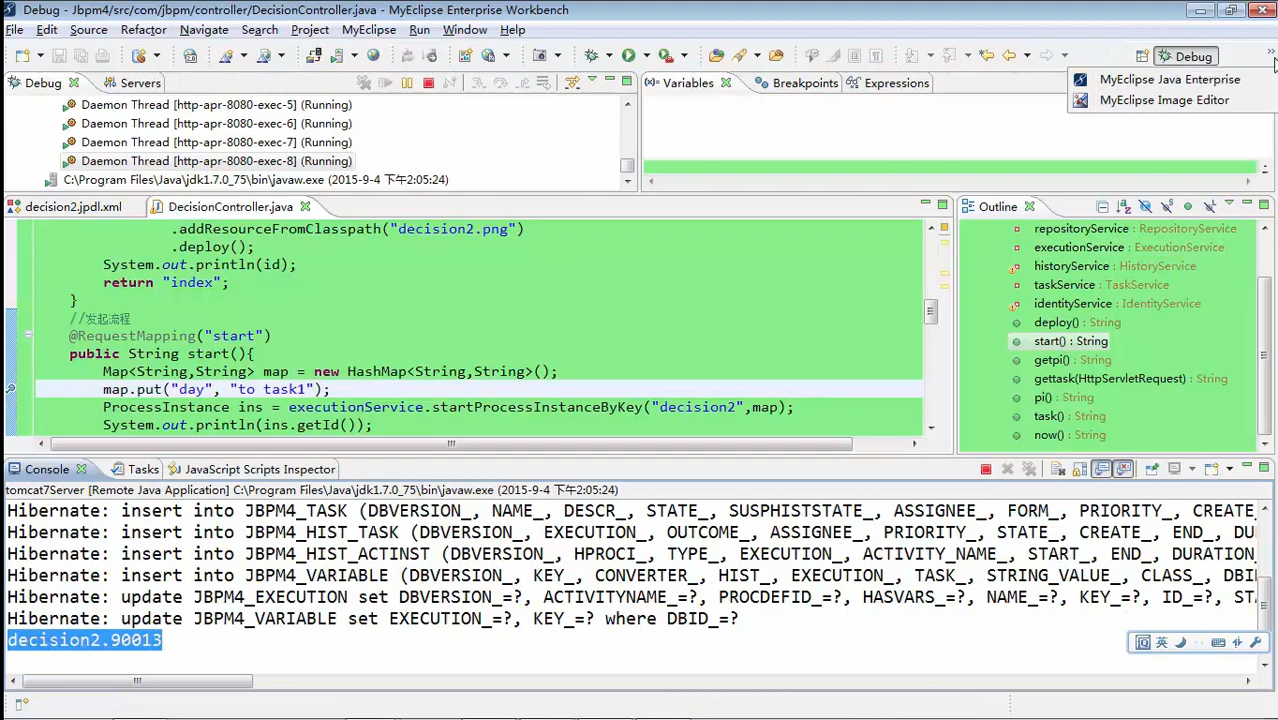 Debug - Jbpm4/src/com/jbpm/controller/DecisionController.java - MyEclipse Enterprise Workbench
File Edit Source Refactor Navigate Search Project MyEclipse Run Window Help
Debug
»
MyEclipse Java Enterprise
MyEclipse Image Editor
Debug Servers
Daemon Thread [http-apr-8080-exec-5] (Running)
Daemon Thread [http-apr-8080-exec-6] (Running)
Daemon Thread [http-apr-8080-exec-7] (Running)
Daemon Thread [http-apr-8080-exec-8] (Running)
C:\Program Files\Java\jdk1.7.0_75\bin\javaw.exe (2015-9-4 下午2:05:24)
(x)= Variables Breakpoints Expressions
decision2.jpdl.xml DecisionController.java
.addResourceFromClasspath("decision2.png")
.deploy();
System.out.println(id);
return "index";
}
//发起流程
@RequestMapping("start")
public String start(){
Map<String,String> map = new HashMap<String,String>();
map.put("day", "to task1");
ProcessInstance ins = executionService.startProcessInstanceByKey("decision2",map);
System.out.println(ins.getId());
Outline
repositoryService : RepositoryService
executionService : ExecutionService
historyService : HistoryService
taskService : TaskService
identityService : IdentityService
deploy() : String
start() : String
getpi() : String
gettask(HttpServletRequest) : String
pi() : String
task() : String
now() : String
Console Tasks JavaScript Scripts Inspector
tomcat7Server [Remote Java Application] C:\Program Files\Java\jdk1.7.0_75\bin\javaw.exe (2015-9-4 下午2:05:24)
Hibernate: insert into JBPM4_TASK (DBVERSION_, NAME_, DESCR_, STATE_, SUSPHISTSTATE_, ASSIGNEE_, FORM_, PRIORITY_, CREATE_
Hibernate: insert into JBPM4_HIST_TASK (DBVERSION_, EXECUTION_, OUTCOME_, ASSIGNEE_, PRIORITY_, STATE_, CREATE_, END_, DU
Hibernate: insert into JBPM4_HIST_ACTINST (DBVERSION_, HPROCI_, TYPE_, EXECUTION_, ACTIVITY_NAME_, START_, END_, DURATION
Hibernate: insert into JBPM4_VARIABLE (DBVERSION_, KEY_, CONVERTER_, HIST_, EXECUTION_, TASK_, STRING_VALUE_, CLASS_, DBI
Hibernate: update JBPM4_EXECUTION set DBVERSION_=?, ACTIVITYNAME_=?, PROCDEFID_=?, HASVARS_=?, NAME_=?, KEY_=?, ID_=?, STA
Hibernate: update JBPM4_VARIABLE set EXECUTION_=?, KEY_=? where DBID_=?
decision2.90013
英